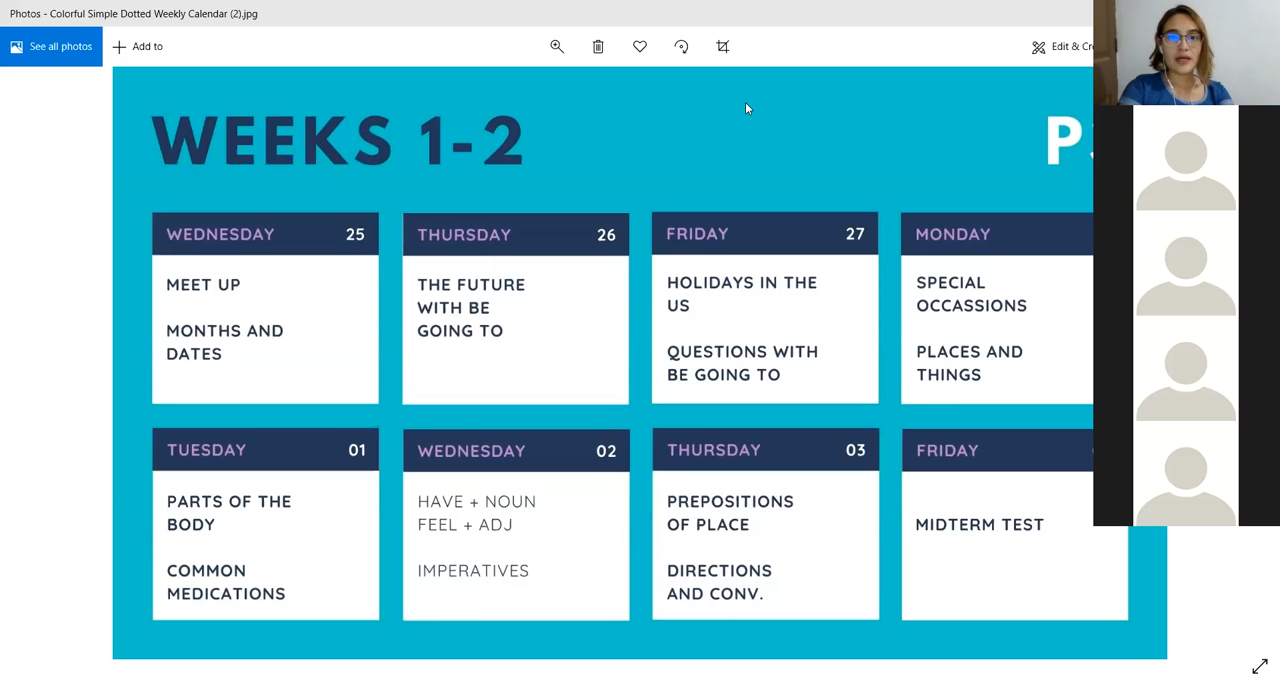 Photos - Colorful Simple Dotted Weekly Calendar (2).jpg
See all photos
Add to
Edit &
WEEKS 1-2
WEDNESDAY 25
MEET UP
MONTHS AND
DATES
THURSDAY 26
THE FUTURE
WITH BE
GOING TO
FRIDAY 27
HOLIDAYS IN THE
US
QUESTIONS WITH
BE GOING TO
MONDAY
SPECIAL
OCCASSIONS
PLACES AND
THINGS
TUESDAY 01
PARTS OF THE
BODY
COMMON
MEDICATIONS
WEDNESDAY 02
HAVE + NOUN
FEEL + ADJ
IMPERATIVES
THURSDAY 03
PREPOSITIONS
OF PLACE
DIRECTIONS
AND CONV.
FRIDAY
MIDTERM TEST